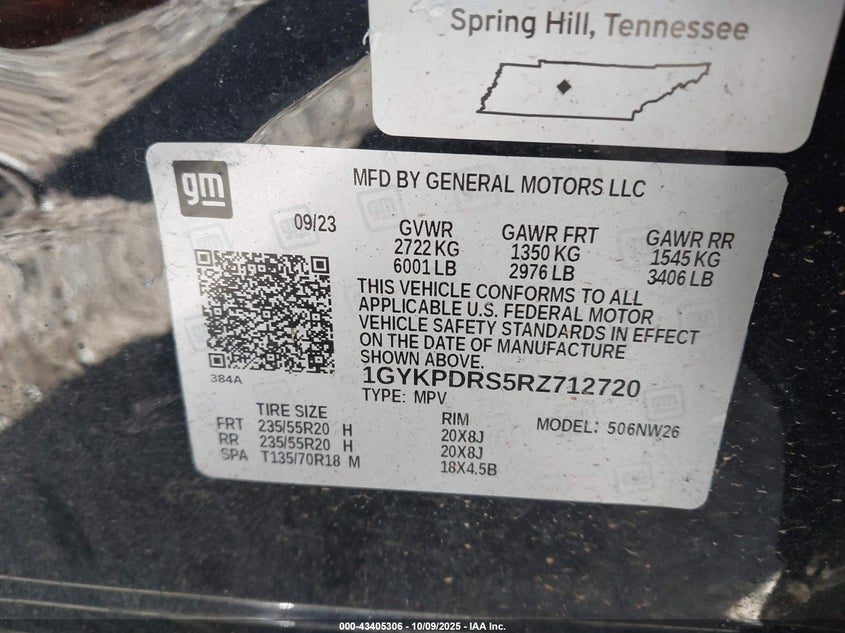 Spring Hill, Tennessee
gm
MFD BY GENERAL MOTORS LLC
09/23
GVWR
2722 KG
6001 LB
GAWR FRT
1350 KG
2976 LB
GAWR RR
1545 KG
3406 LB
THIS VEHICLE CONFORMS TO ALL
APPLICABLE U.S. FEDERAL MOTOR
VEHICLE SAFETY STANDARDS IN EFFECT
ON THE DATE OF MANUFACTURE
SHOWN ABOVE.
384A
1GYKPDRS5RZ712720
TYPE: MPV
TIRE SIZE
RIM
MODEL: 506NW26
FRT 235/55R20 H 20X8J
RR 235/55R20 H 20X8J
SPA T135/70R18 M 18X4.5B
000-43405306 - 10/09/2025 - IAA Inc.